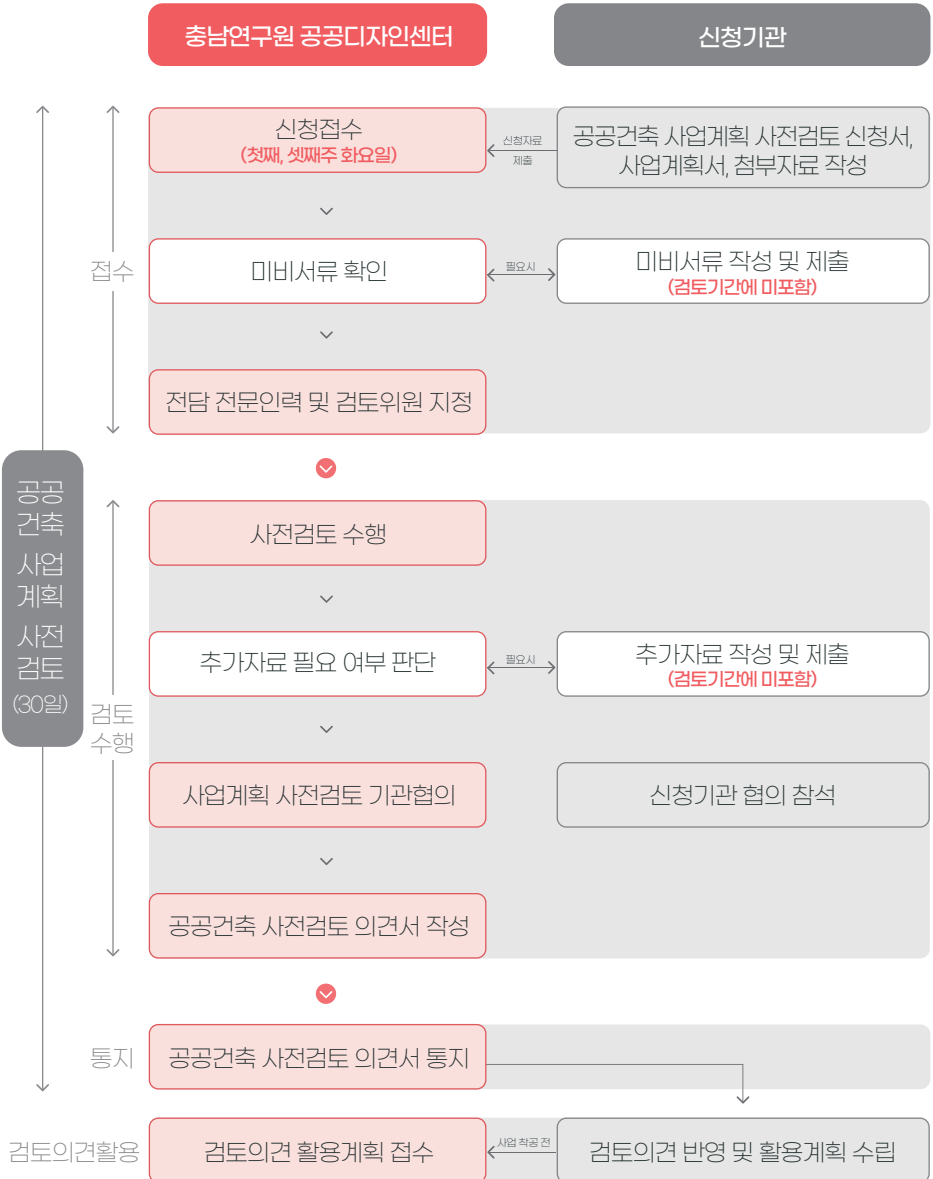 충남연구원 공공디자인센터
신청기관
신청접수
(첫째, 셋째주 화요일)
신청자료
제출
공공건축 사업계획 사전검토 신청서,
사업계획서, 첨부자료 작성
접수
미비서류 확인
필요시
미비서류 작성 및 제출
(검토기간에 미포함)
전담 전문인력 및 검토위원 지정
공공
건축
사업
계획
사전
검토
(30일)
사전검토 수행
추가자료 필요 여부 판단
필요시
추가자료 작성 및 제출
(검토기간에 미포함)
검토
수행
사업계획 사전검토 기관협의
신청기관 협의 참석
공공건축 사전검토 의견서 작성
통지
공공건축 사전검토 의견서 통지
검토의견활용
검토의견 활용계획 접수
사업 착공 전
검토의견 반영 및 활용계획 수립